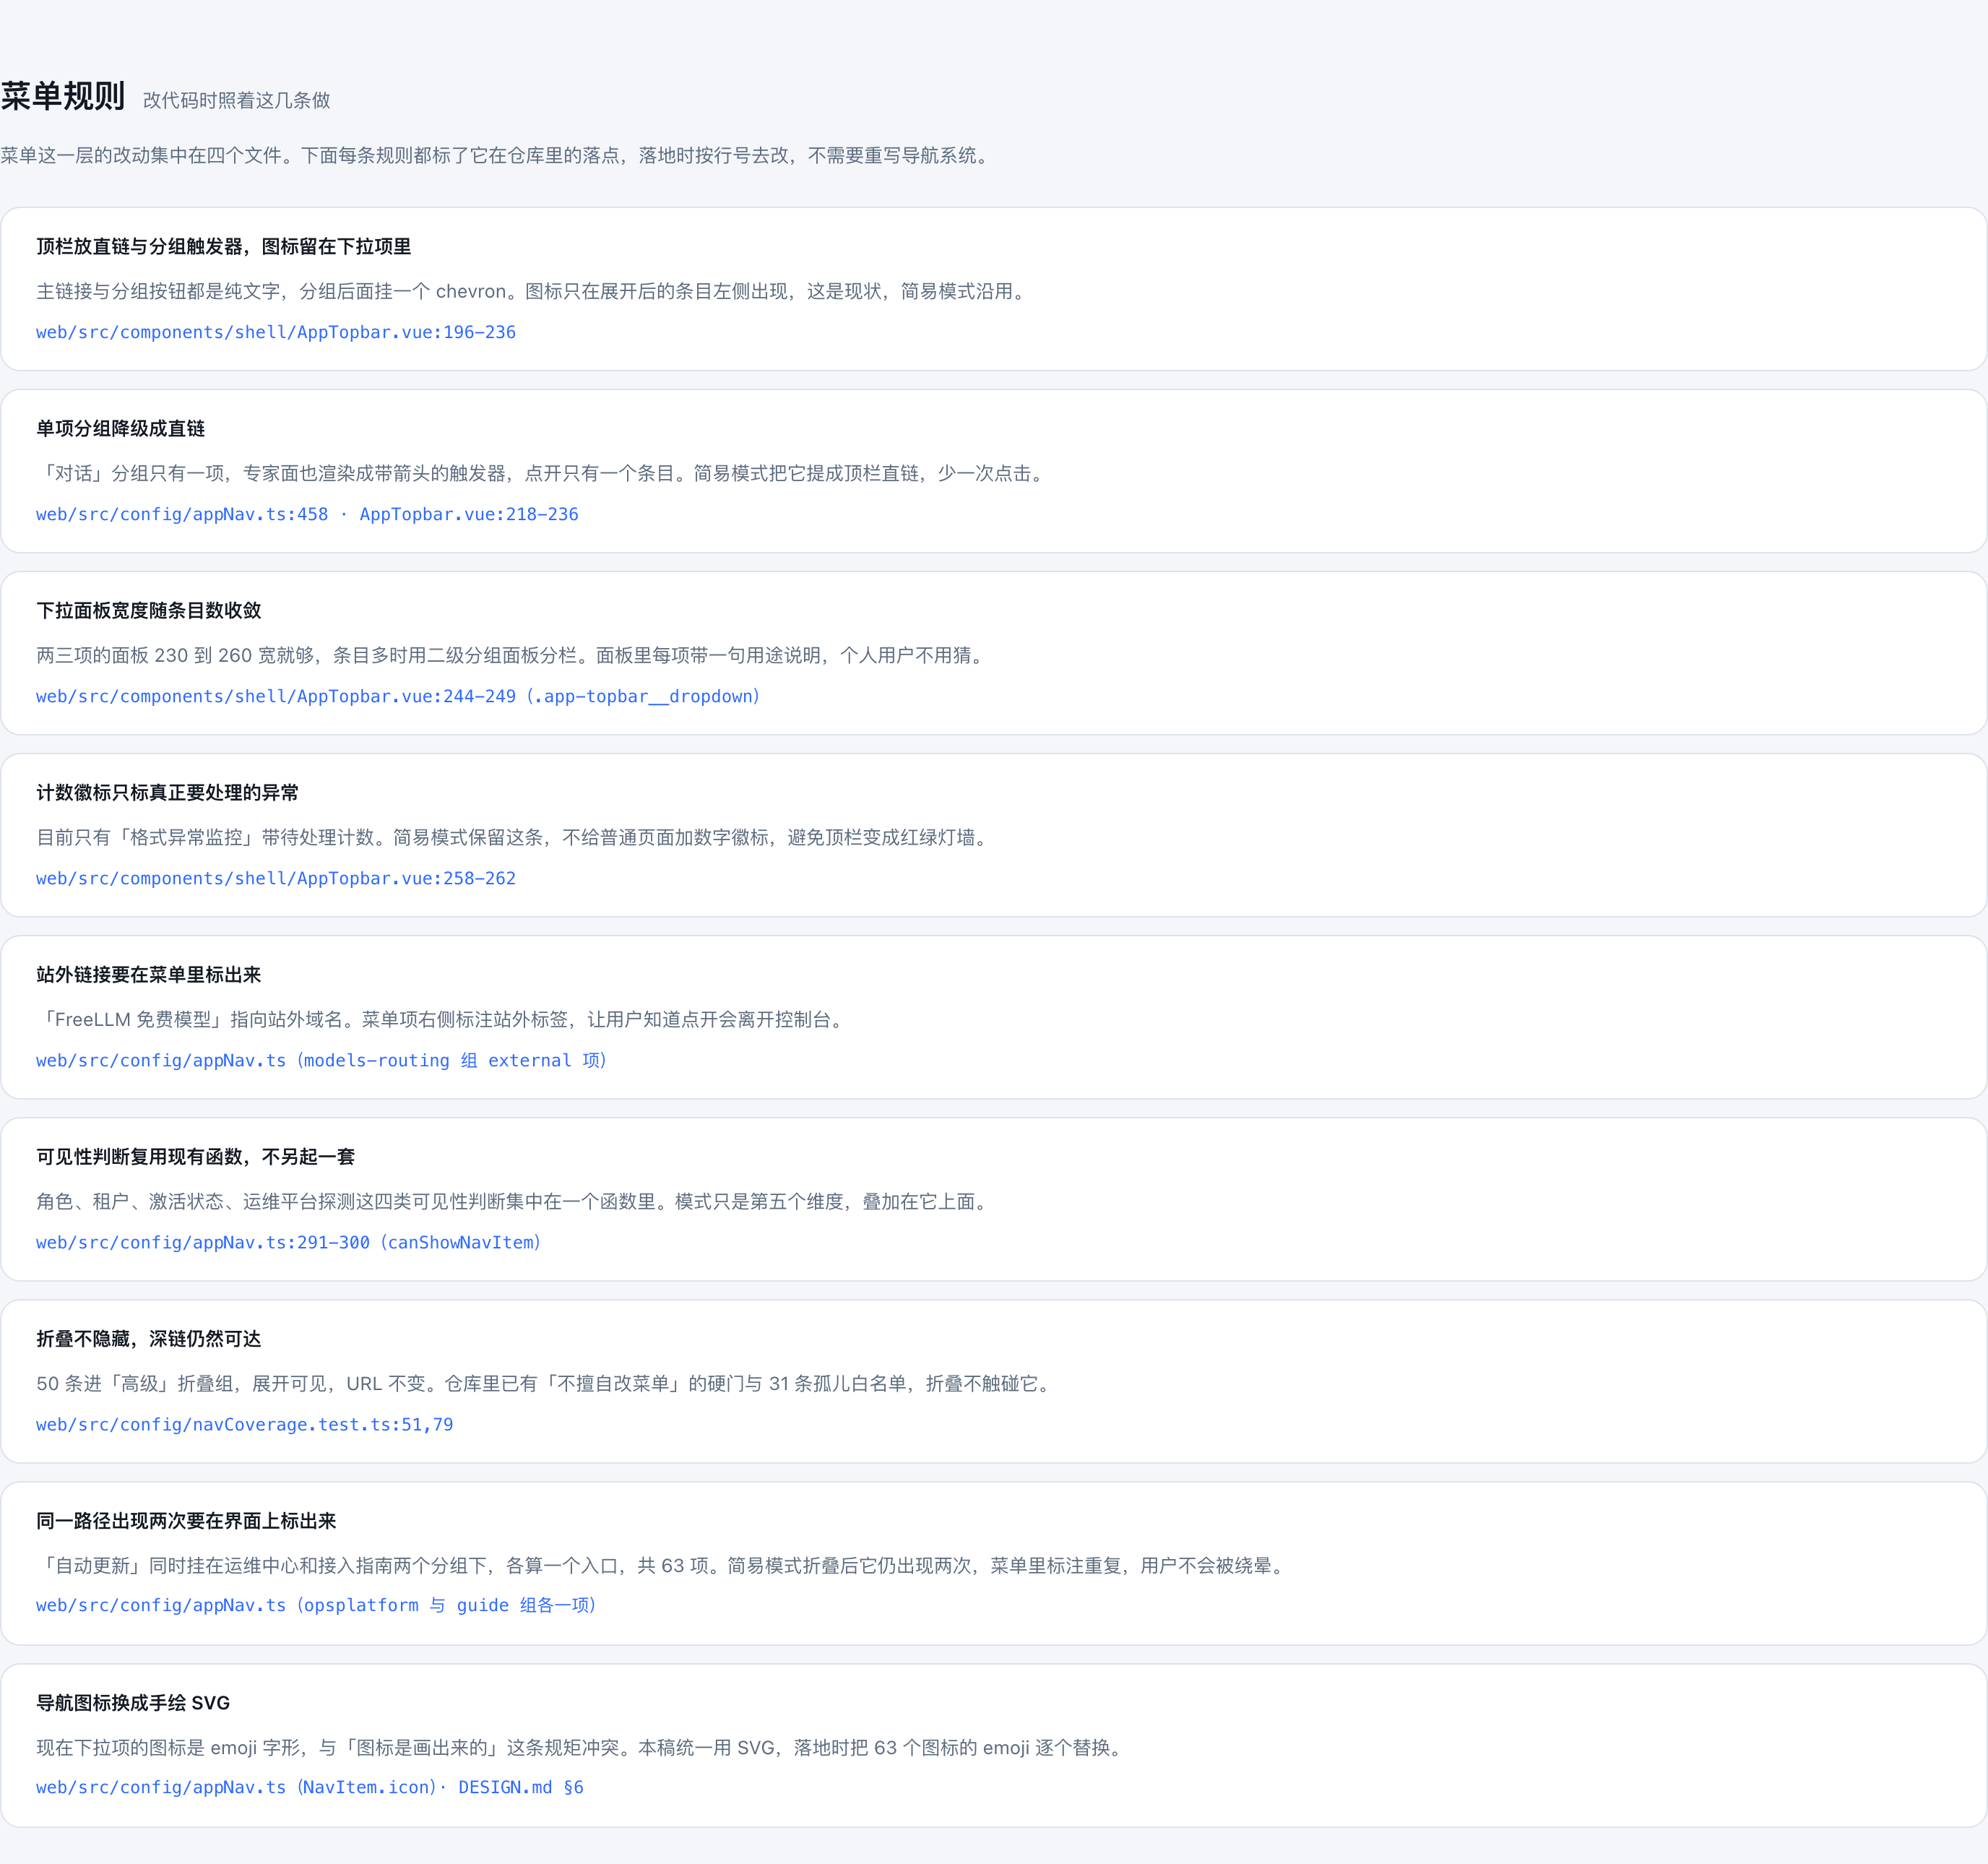 菜单规则 改代码时照着这几条做
菜单这一层的改动集中在四个文件。下面每条规则都标了它在仓库里的落点，落地时按行号去改，不需要重写导航系统。
顶栏放直链与分组触发器，图标留在下拉项里
主链接与分组按钮都是纯文字，分组后面挂一个 chevron。图标只在展开后的条目左侧出现，这是现状，简易模式沿用。
web/src/components/shell/AppTopbar.vue:196–236
单项分组降级成直链
「对话」分组只有一项，专家面也渲染成带箭头的触发器，点开只有一个条目。简易模式把它提成顶栏直链，少一次点击。
web/src/config/appNav.ts:458 · AppTopbar.vue:218–236
下拉面板宽度随条目数收敛
两三项的面板 230 到 260 宽就够，条目多时用二级分组面板分栏。面板里每项带一句用途说明，个人用户不用猜。
web/src/components/shell/AppTopbar.vue:244–249（.app-topbar__dropdown）
计数徽标只标真正要处理的异常
目前只有「格式异常监控」带待处理计数。简易模式保留这条，不给普通页面加数字徽标，避免顶栏变成红绿灯墙。
web/src/components/shell/AppTopbar.vue:258–262
站外链接要在菜单里标出来
「FreeLLM 免费模型」指向站外域名。菜单项右侧标注站外标签，让用户知道点开会离开控制台。
web/src/config/appNav.ts（models-routing 组 external 项）
可见性判断复用现有函数，不另起一套
角色、租户、激活状态、运维平台探测这四类可见性判断集中在一个函数里。模式只是第五个维度，叠加在它上面。
web/src/config/appNav.ts:291–300（canShowNavItem）
折叠不隐藏，深链仍然可达
50 条进「高级」折叠组，展开可见，URL 不变。仓库里已有「不擅自改菜单」的硬门与 31 条孤儿白名单，折叠不触碰它。
web/src/config/navCoverage.test.ts:51,79
同一路径出现两次要在界面上标出来
「自动更新」同时挂在运维中心和接入指南两个分组下，各算一个入口，共 63 项。简易模式折叠后它仍出现两次，菜单里标注重复，用户不会被绕晕。
web/src/config/appNav.ts（opsplatform 与 guide 组各一项）
导航图标换成手绘 SVG
现在下拉项的图标是 emoji 字形，与「图标是画出来的」这条规矩冲突。本稿统一用 SVG，落地时把 63 个图标的 emoji 逐个替换。
web/src/config/appNav.ts（NavItem.icon）· DESIGN.md §6